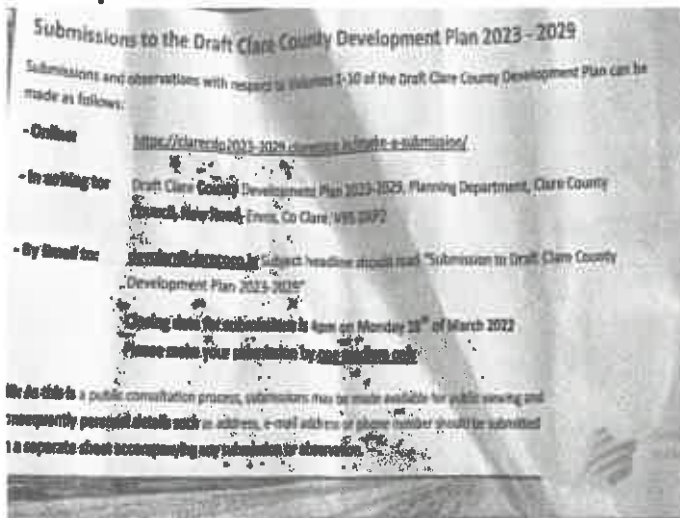 Submissions to the Draft Clare County Development Plan 2023 - 2029
Submissions and observations with respect to Volumes 1-10 of the Draft Clare County Development Plan can be
made as follows:
- Online
- In writing to: Draft Clare County Development Plan 2023-2029, Planning Department, Clare County
Council, New Road, Ennis, Co Clare, V95 DXP2
- By Email to: Subject headline should read "Submission to Draft Clare County
Development Plan 2023-2029"
Closing date for submissions is 4pm on Monday 28th of March 2022
Please make your submission by one medium only
NB: As this is a public consultation process, submissions may be made available for public viewing and
consequently personal details such as address, e-mail address or phone number should be submitted
n a separate sheet accompanying any submission or observation.